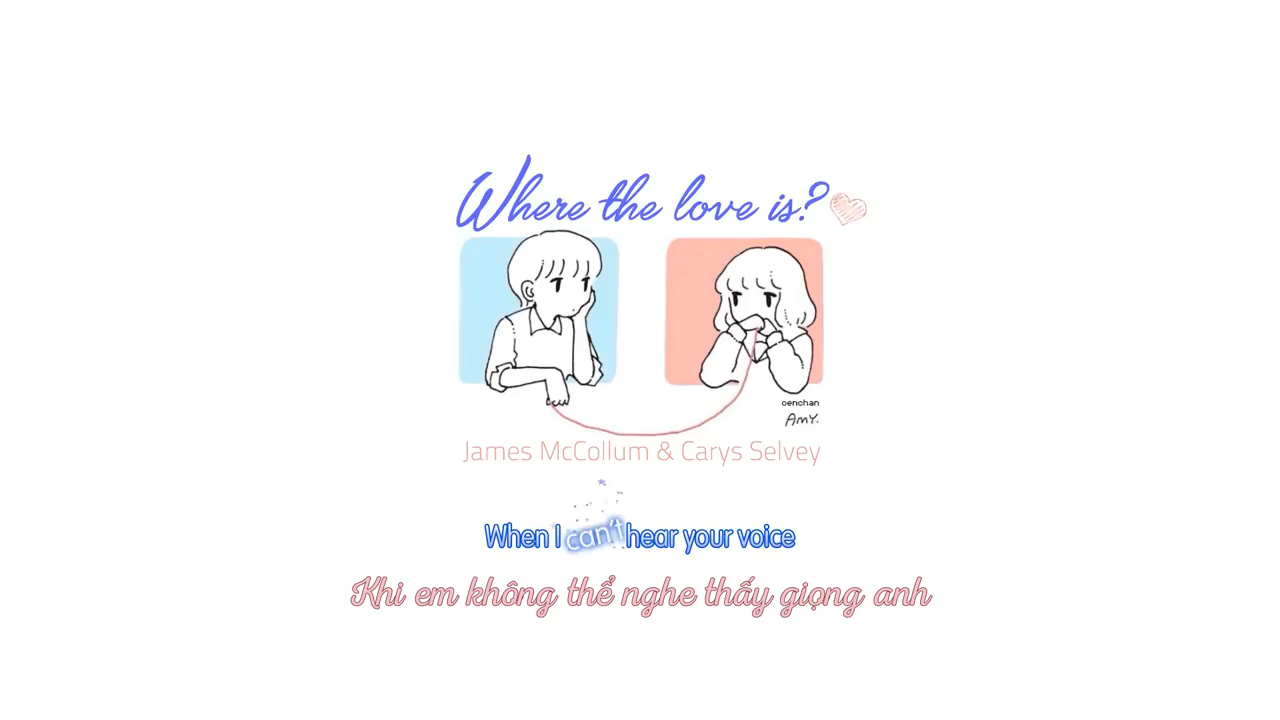 Where the love is?
cenchan
AMY.
James McCollum & Carys Selvey
When I can't hear your voice
Khi em không thể nghe thấy giọng anh